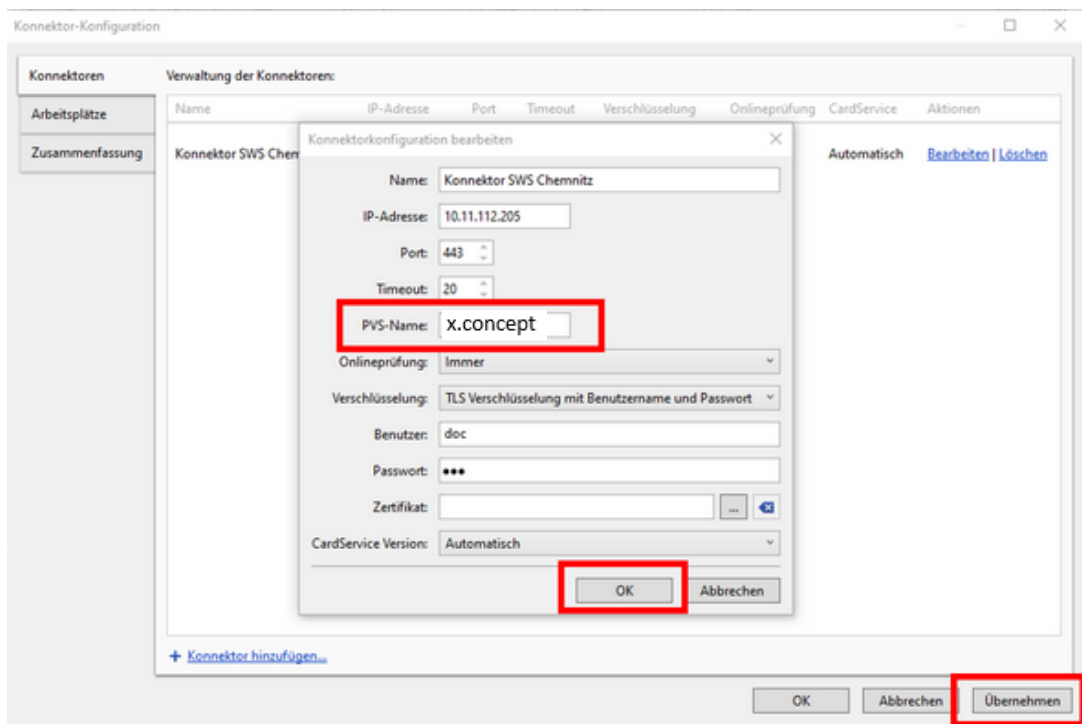 Konnektor-Konfiguration
Konnektoren
Verwaltung der Konnektoren:
Arbeitsplätze
Name IP-Adresse Port Timeout Verschlüsselung Onlineprüfung CardService Aktionen
Zusammenfassung
Konnektor SWS Chem Automatisch Bearbeiten | Löschen
Konnektorkonfiguration bearbeiten
Name: Konnektor SWS Chemnitz
IP-Adresse: 10.11.112.205
Port: 443
Timeout: 20
PVS-Name: x.concept
Onlineprüfung: Immer
Verschlüsselung: TLS Verschlüsselung mit Benutzername und Passwort
Benutzer: doc
Passwort: •••
Zertifikat: ...
CardService Version: Automatisch
OK Abbrechen
+ Konnektor hinzufügen...
OK Abbrechen Übernehmen